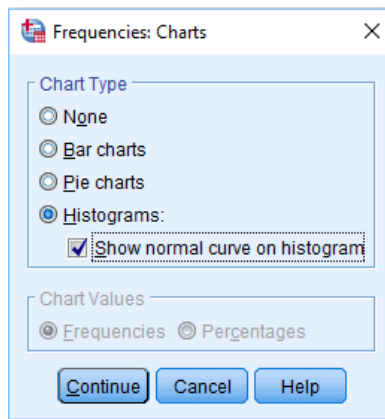 Frequencies: Charts
Chart Type
None
Bar charts
Pie charts
Histograms:
Show normal curve on histogram
Chart Values
Frequencies Percentages
Continue Cancel Help